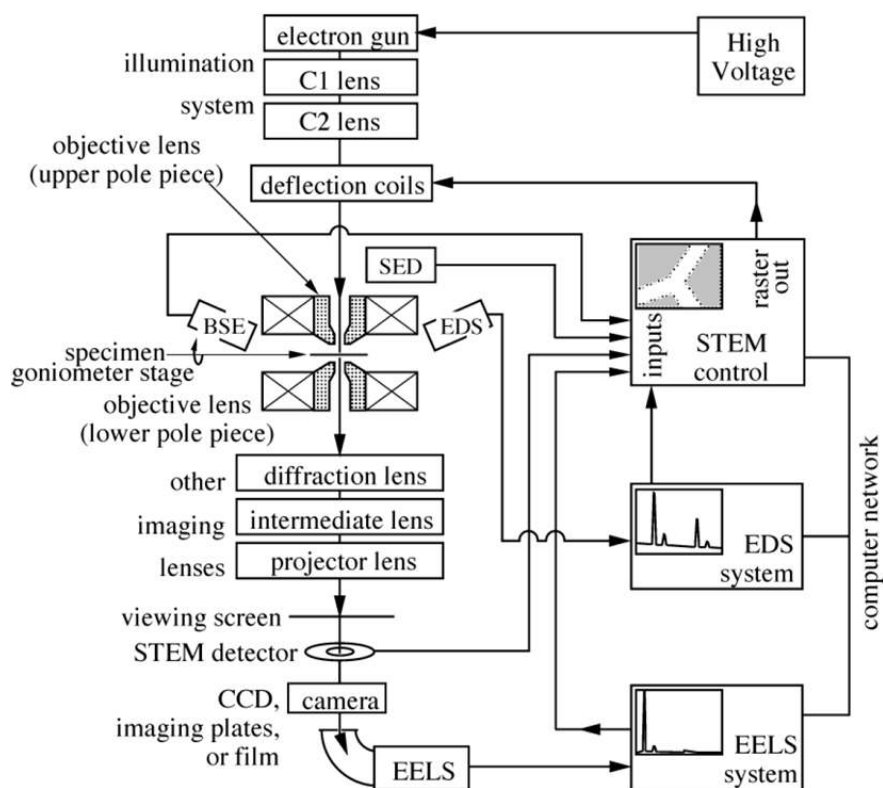 electron gun
High
Voltage
illumination
system
C1 lens
C2 lens
objective lens
(upper pole piece)
deflection coils
SED
raster
out
inputs
STEM
control
BSE
EDS
specimen
goniometer stage
objective lens
(lower pole piece)
other
imaging
lenses
diffraction lens
intermediate lens
projector lens
EDS
system
computer network
viewing screen
STEM detector
CCD,
imaging plates,
or film
camera
EELS
EELS
system